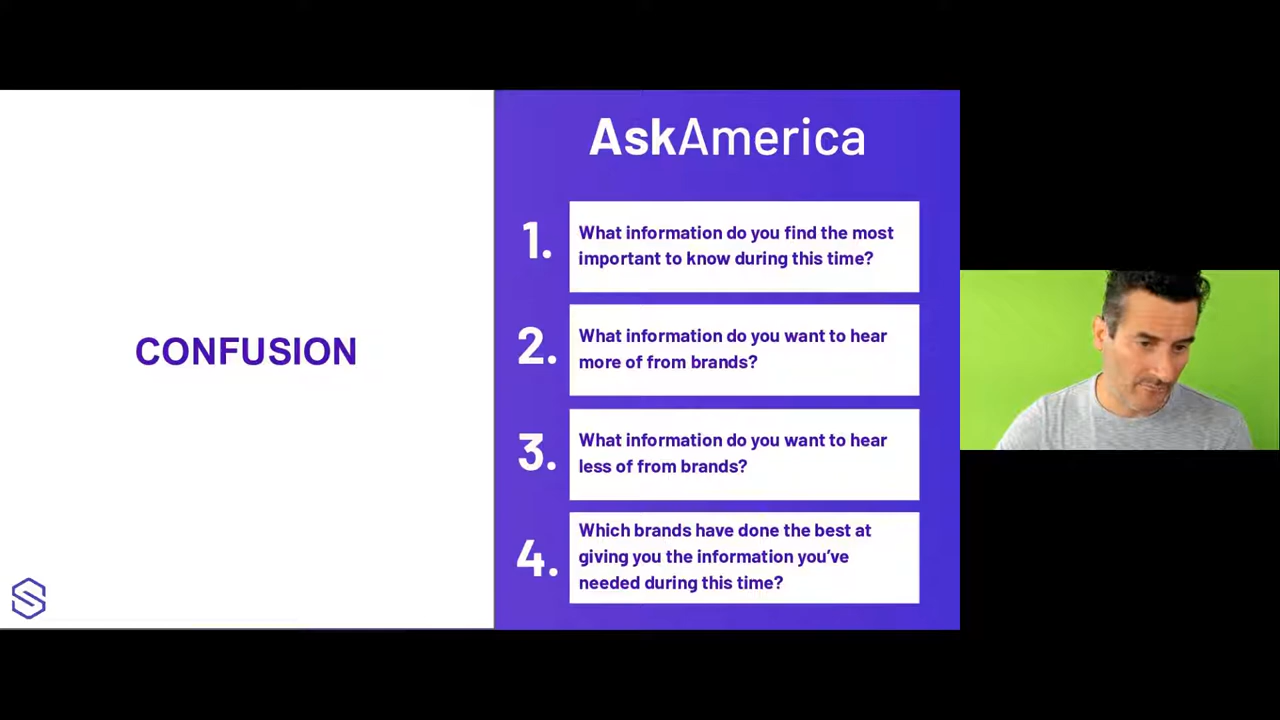 CONFUSION
AskAmerica
1. What information do you find the most
important to know during this time?
2. What information do you want to hear
more of from brands?
3. What information do you want to hear
less of from brands?
4. Which brands have done the best at
giving you the information you’ve
needed during this time?